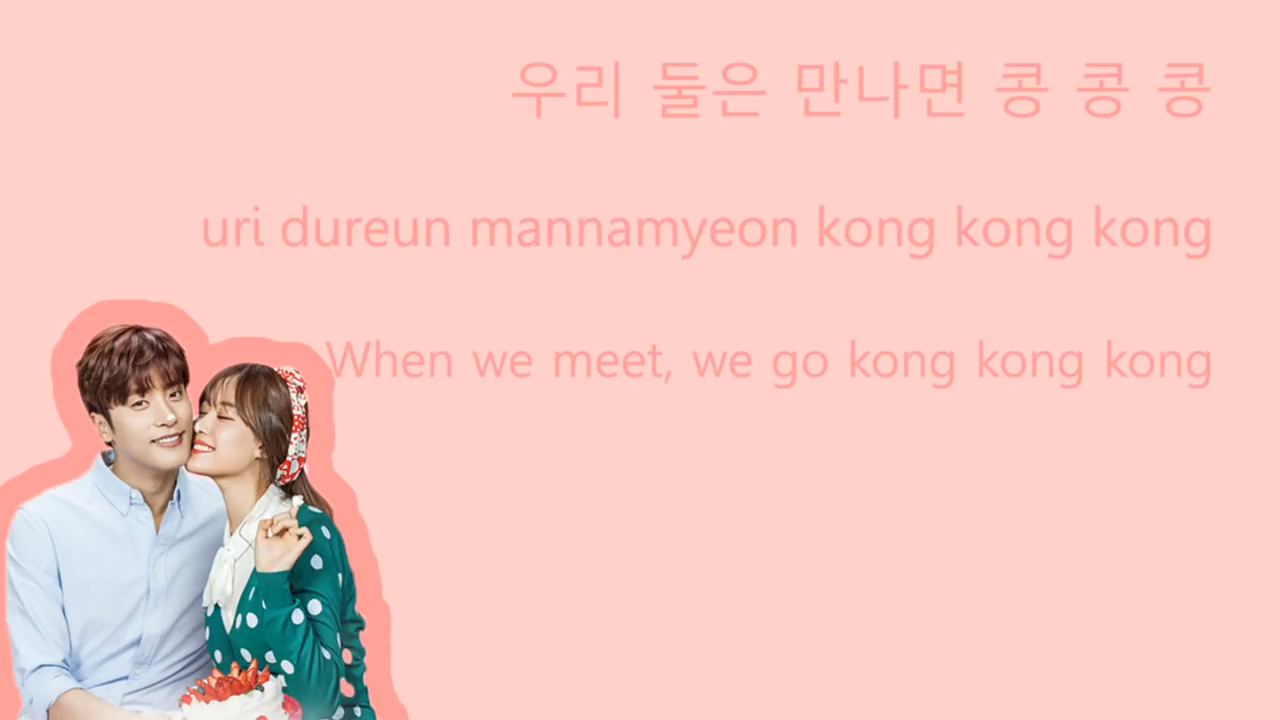 우리 둘은 만나면 콩 콩 콩
uri dureun mannamyeon kong kong kong
When we meet, we go kong kong kong